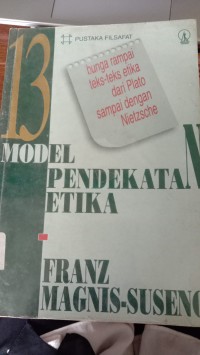 PUSTAKA FILSAFAT
bunga rampai
teks-teks etika
dari Plato
sampai dengan
Nietzsche
13
MODEL
PENDEKATAN
ETIKA
FRANZ
MAGNIS-SUSENO